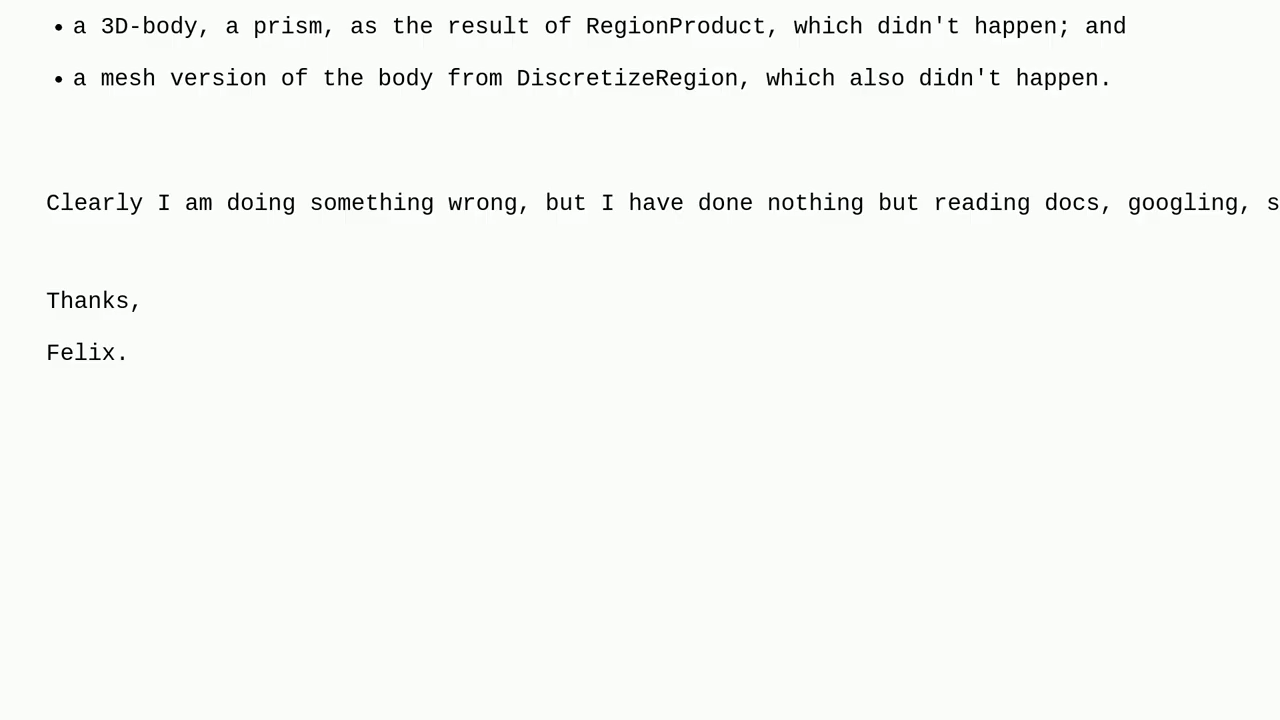 • a 3D-body, a prism, as the result of RegionProduct, which didn't happen; and
• a mesh version of the body from DiscretizeRegion, which also didn't happen.
Clearly I am doing something wrong, but I have done nothing but reading docs, googling, s
Thanks,
Felix.